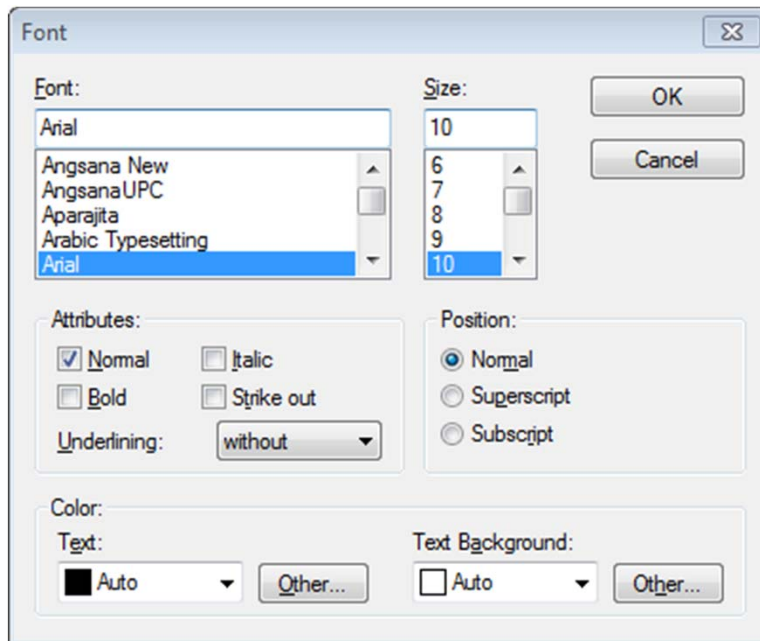 Font
Font: Size:
Arial 10 OK
Angsana New 6 Cancel
AngsanaUPC 7
Aparajita 8
Arabic Typesetting 9
Arial 10
Attributes: Position:
Normal Italic Normal
Bold Strike out Superscript
Underlining: without Subscript
Color:
Text: Text Background:
Auto Other... Auto Other...